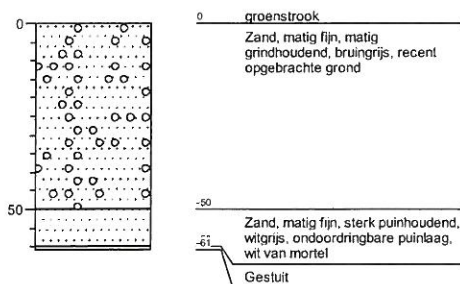 0
0
groenstrook
Zand, matig fijn, matig
grindhoudend, bruingrijs, recent
opgebrachte grond
50
-50
Zand, matig fijn, sterk puinhoudend,
witgrijs, ondoordringbare puinlaag,
wit van mortel
-61
Gestuit